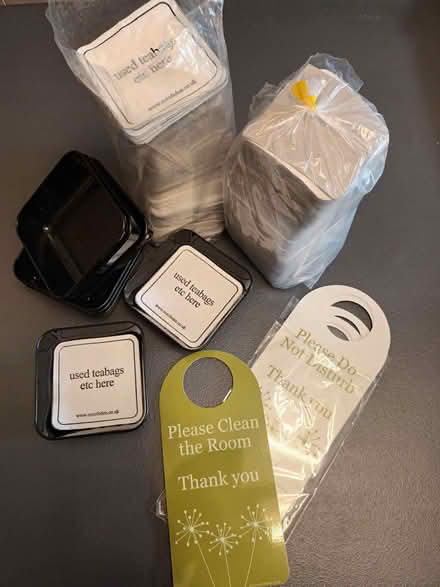 used teabags
etc here
used teabags
etc here
used teabags
etc here
Please Do
Not Disturb
Thank you
Please Clean
the Room
Thank you